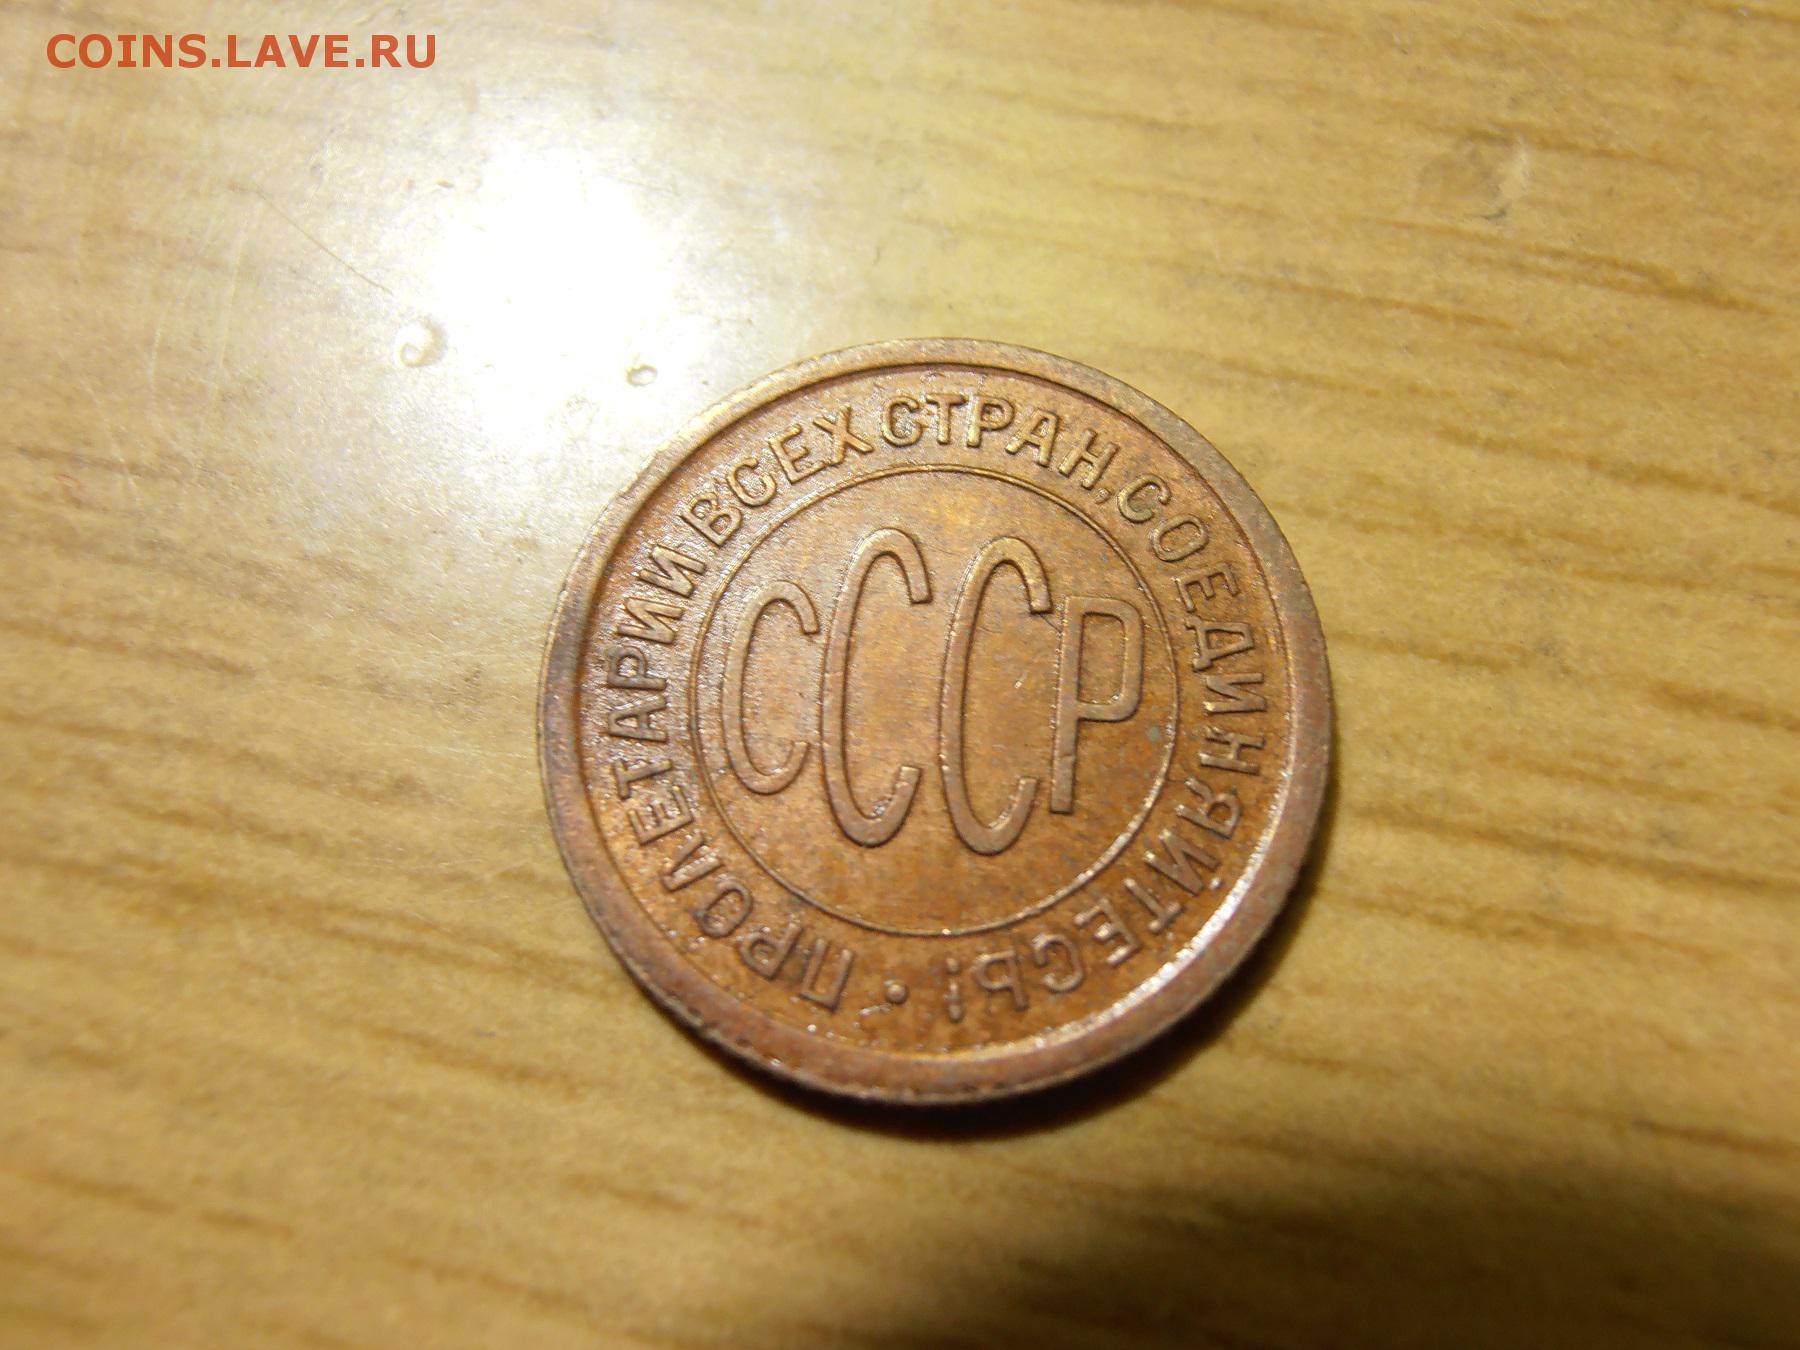 COINS.LAVE.RU
ПРОЛЕТАРИИ ВСЕХ СТРАН, СОЕДИНЯЙТЕСЬ!
СССР